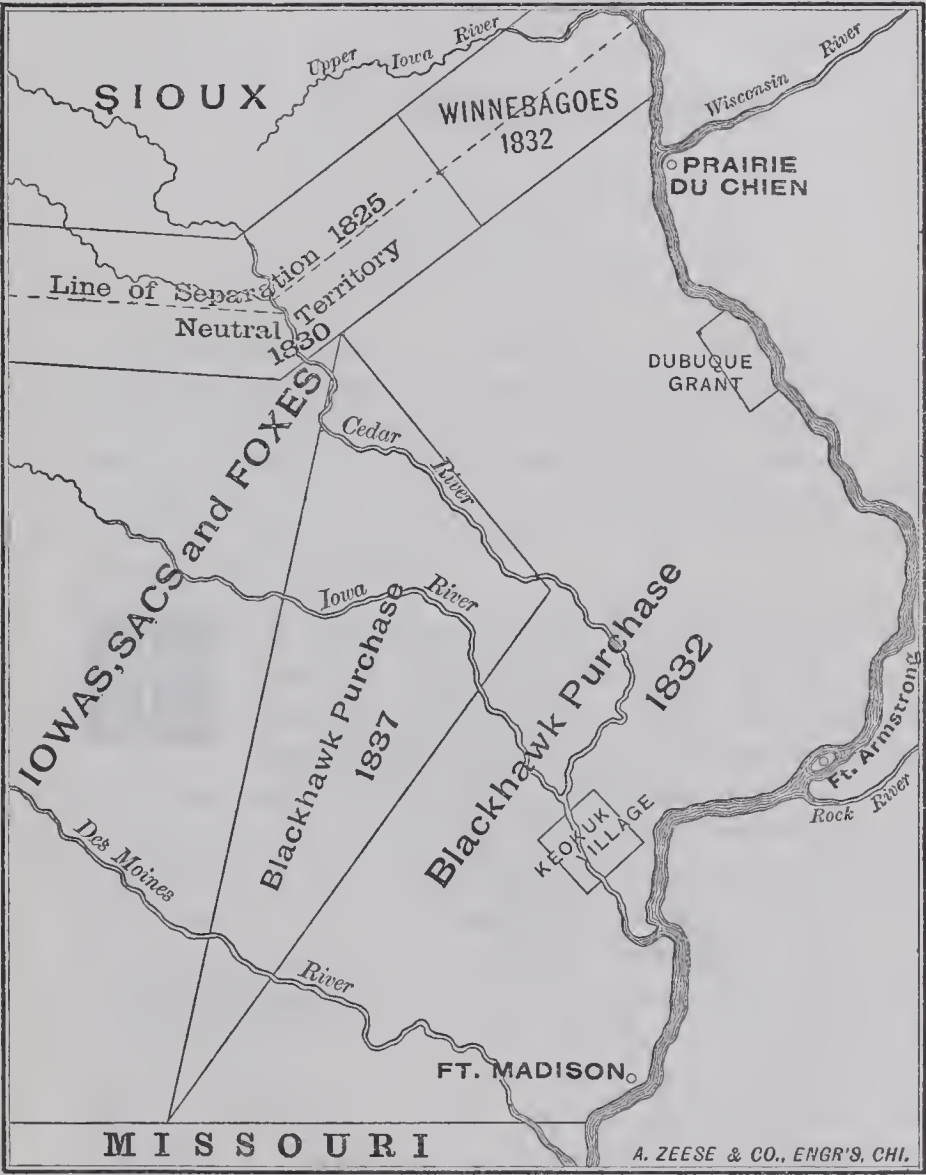 Upper Iowa River
SIOUX
WINNEBAGOES
1832
Wisconsin River
PRAIRIE
DU CHIEN
Line of Separation 1825
Neutral Territory
1830
DUBUQUE
GRANT
IOWAS, SACS and FOXES
Cedar River
Iowa River
Blackhawk Purchase
1837
Blackhawk Purchase
1832
Ft. Armstrong
Rock River
KEOKUK
VILLAGE
Des Moines River
FT. MADISON
MISSOURI
A. ZEESE & CO., ENGR'S, CHI.